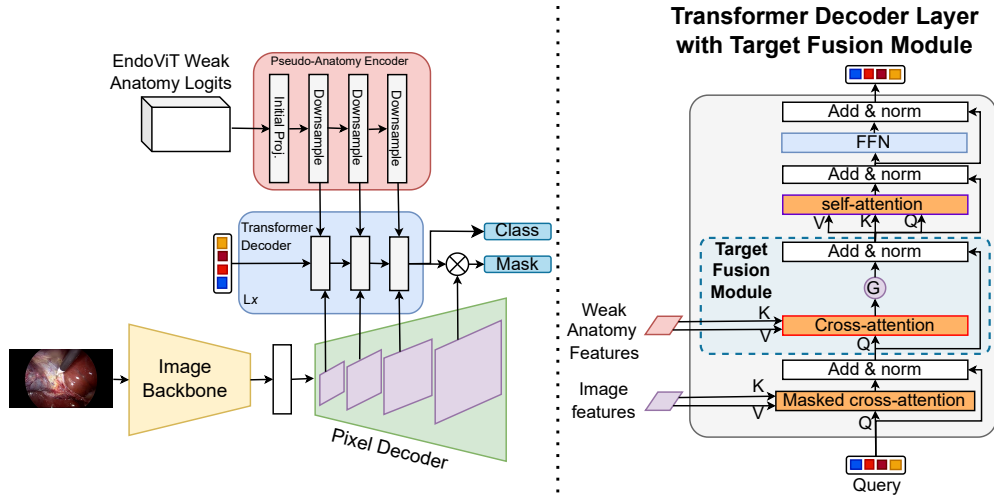 EndoViT Weak
Anatomy Logits
Pseudo-Anatomy Encoder
Initial Proj.
Downsample
Downsample
Downsample
Transformer
Decoder
Lx
Class
Mask
Image
Backbone
Pixel Decoder
Transformer Decoder Layer
with Target Fusion Module
Add & norm
FFN
Add & norm
self-attention
V
K
Q
Target
Fusion
Module
Add & norm
G
Weak
Anatomy
Features
K
V
Cross-attention
Q
Add & norm
Image
features
K
V
Masked cross-attention
Q
Query